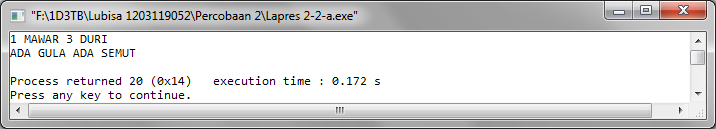 "F:\1D3TB\Lubisa 1203119052\Percobaan 2\Lapres 2-2-a.exe"
1 MAWAR 3 DURI
ADA GULA ADA SEMUT
Process returned 20 (0x14)   execution time : 0.172 s
Press any key to continue.